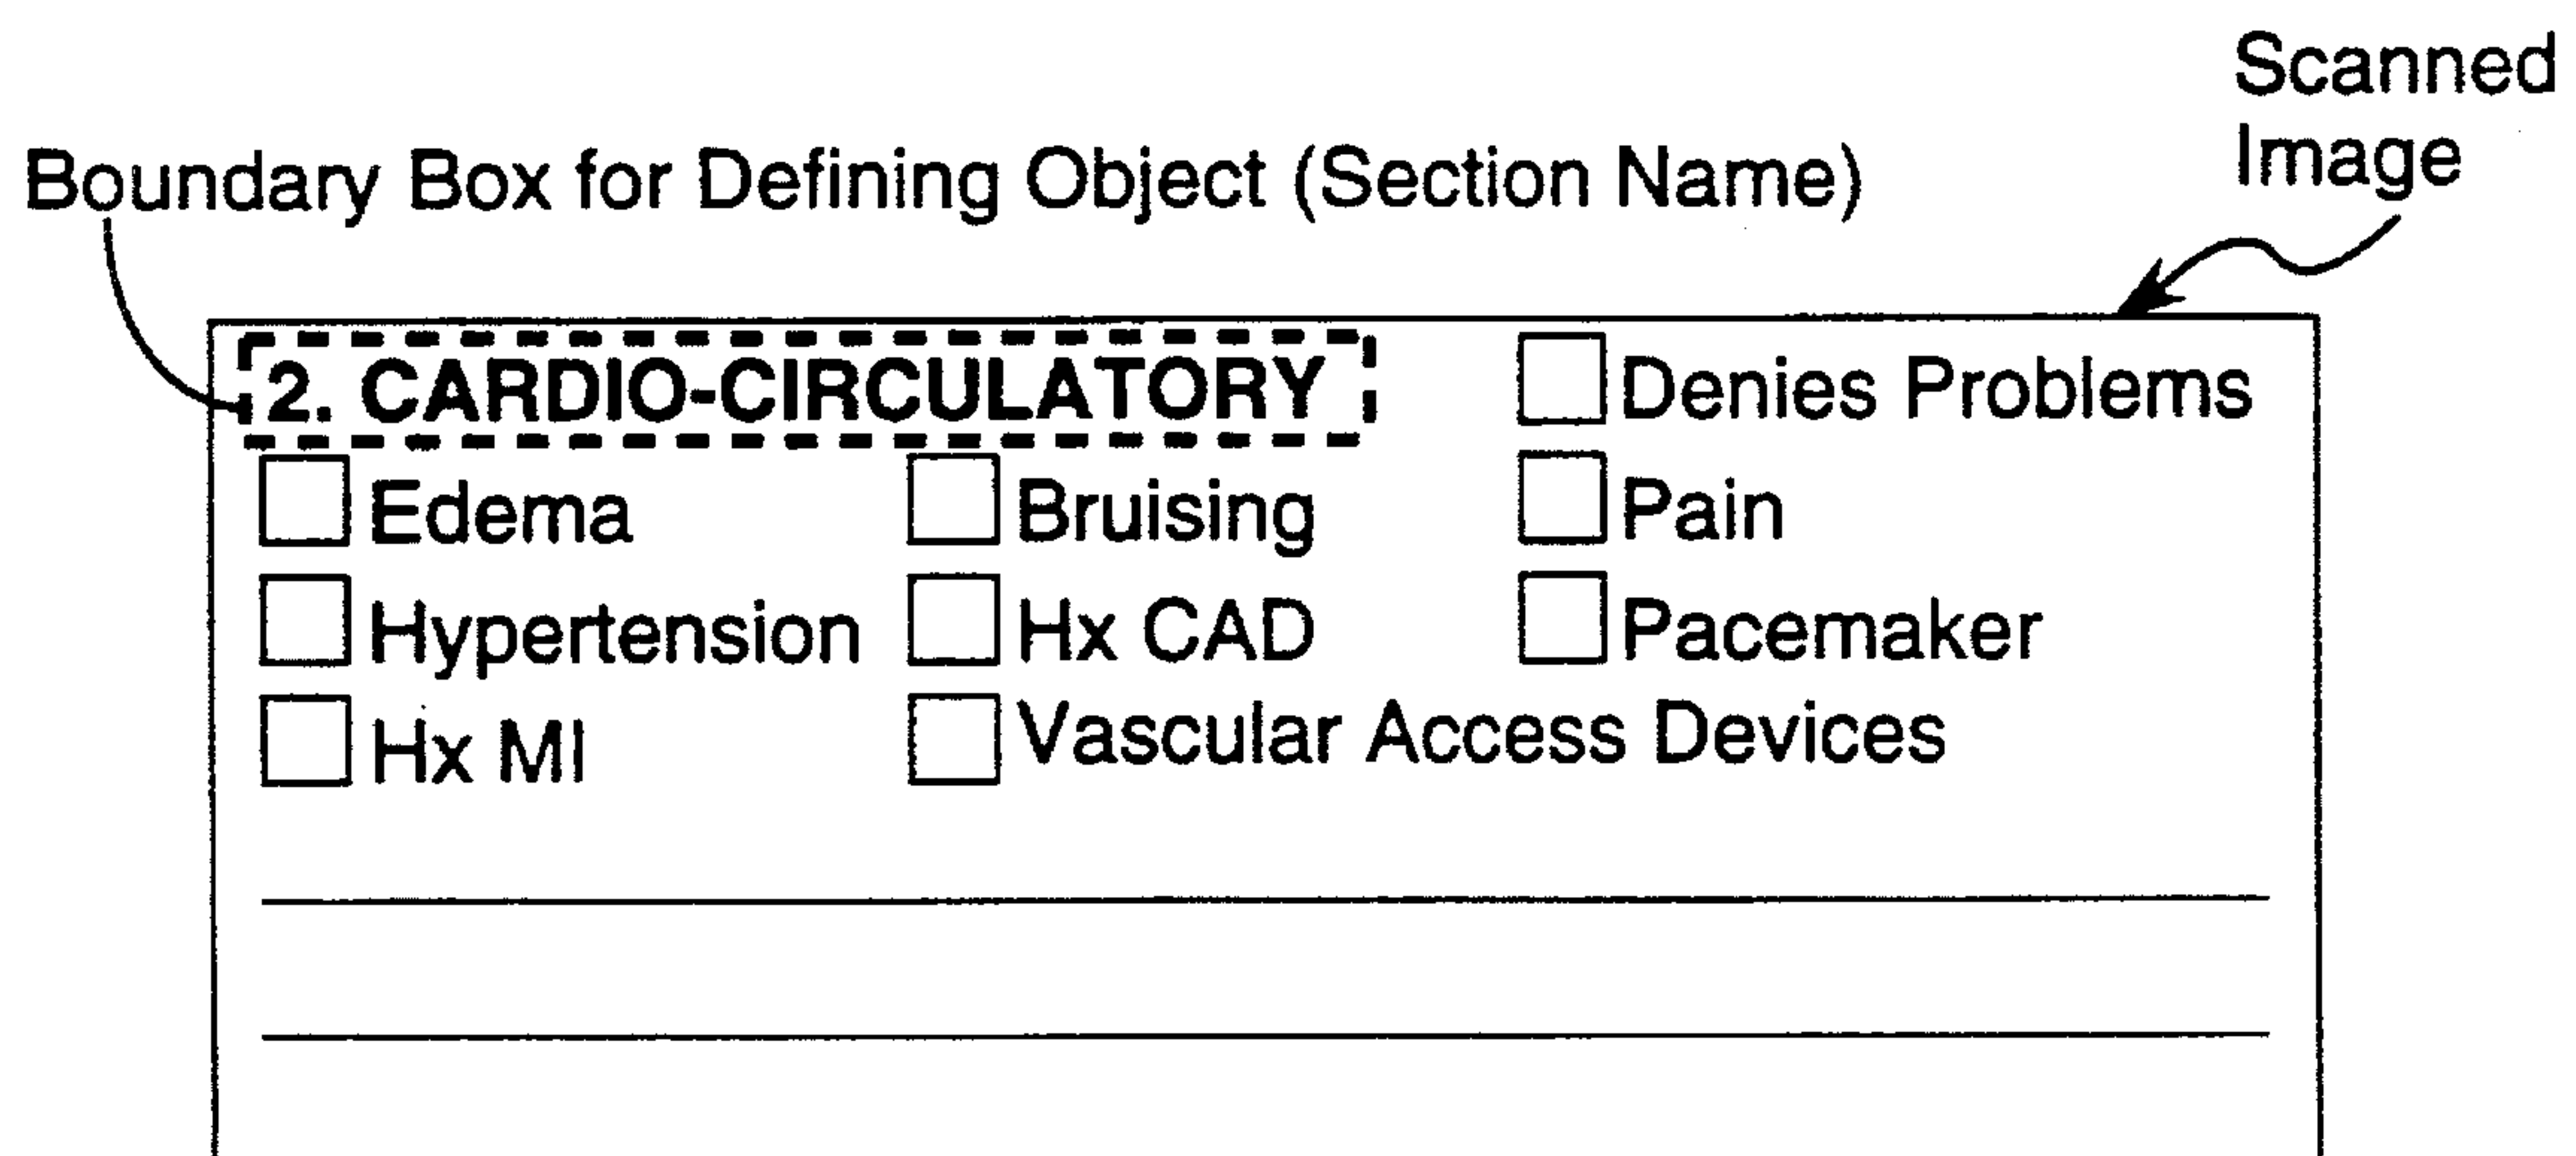 Scanned
Image
Boundary Box for Defining Object (Section Name)
2. CARDIO-CIRCULATORY Denies Problems
Edema Bruising Pain
Hypertension Hx CAD Pacemaker
Hx MI Vascular Access Devices